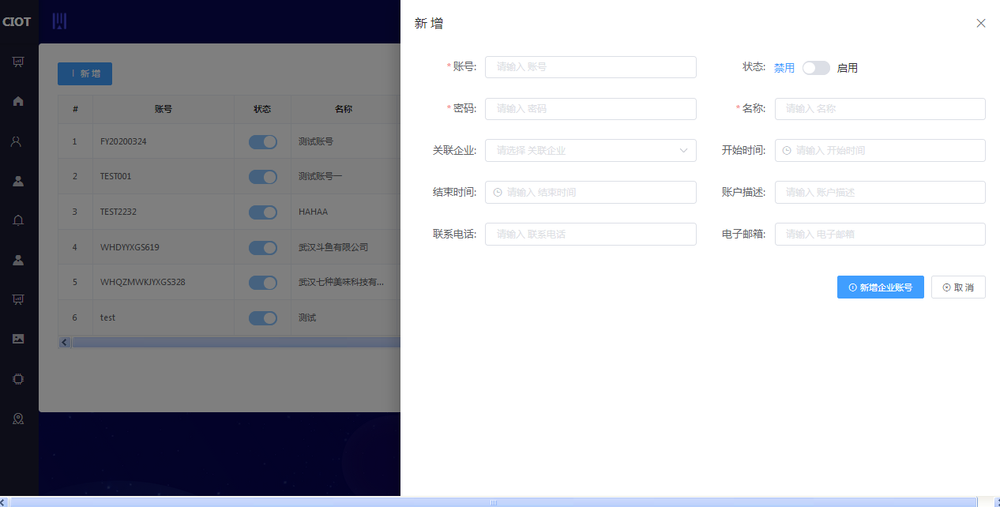 CIOT
新 增
# 账号 状态 名称
1 FY20200324 测试账号
2 TEST001 测试账号一
3 TEST2232 HAHAA
4 WHDYYXGS619 武汉斗鱼有限公司
5 WHQZMWKJYXGS328 武汉七种美味科技有...
6 test 测试
新 增
*账号: 请输入 账号
状态: 禁用 启用
*密码: 请输入 密码
*名称: 请输入 名称
关联企业: 请选择 关联企业
开始时间: 请输入 开始时间
结束时间: 请输入 结束时间
账户描述: 请输入 账户描述
联系电话: 请输入 联系电话
电子邮箱: 请输入 电子邮箱
新增企业账号 取 消